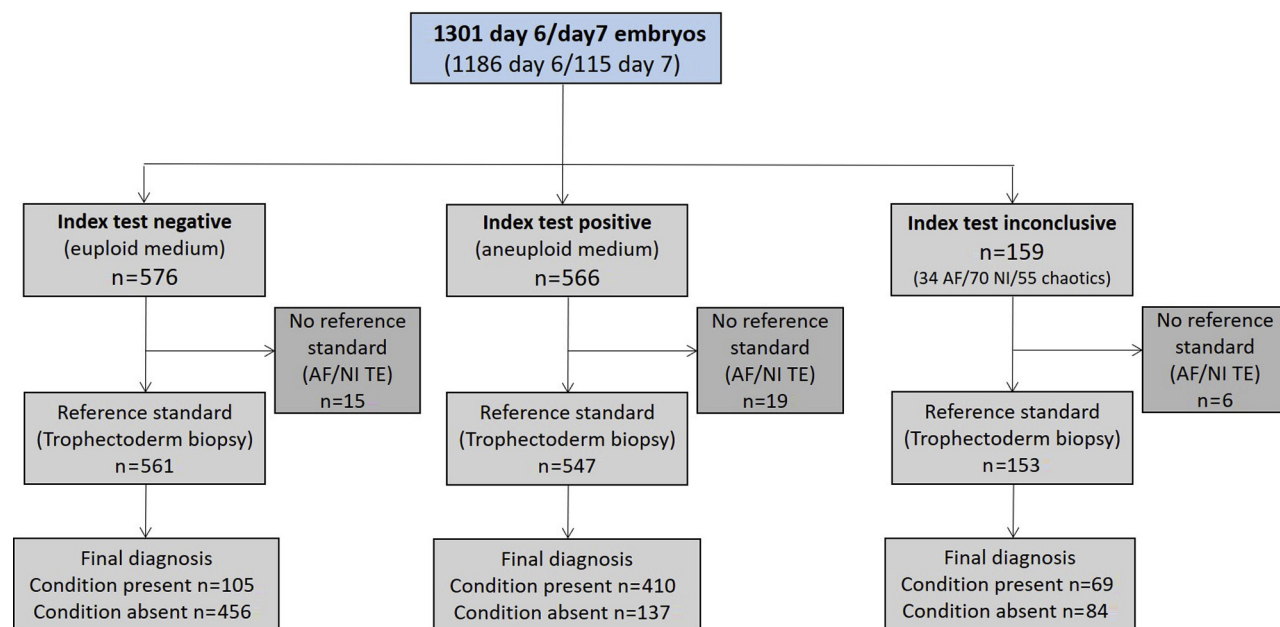 1301 day 6/day7 embryos
(1186 day 6/115 day 7)
Index test negative
(euploid medium)
n=576
Index test positive
(aneuploid medium)
n=566
Index test inconclusive
n=159
(34 AF/70 NI/55 chaotics)
No reference
standard
(AF/NI TE)
n=15
No reference
standard
(AF/NI TE)
n=19
No reference
standard
(AF/NI TE)
n=6
Reference standard
(Trophectoderm biopsy)
n=561
Reference standard
(Trophectoderm biopsy)
n=547
Reference standard
(Trophectoderm biopsy)
n=153
Final diagnosis
Condition present n=105
Condition absent n=456
Final diagnosis
Condition present n=410
Condition absent n=137
Final diagnosis
Condition present n=69
Condition absent n=84